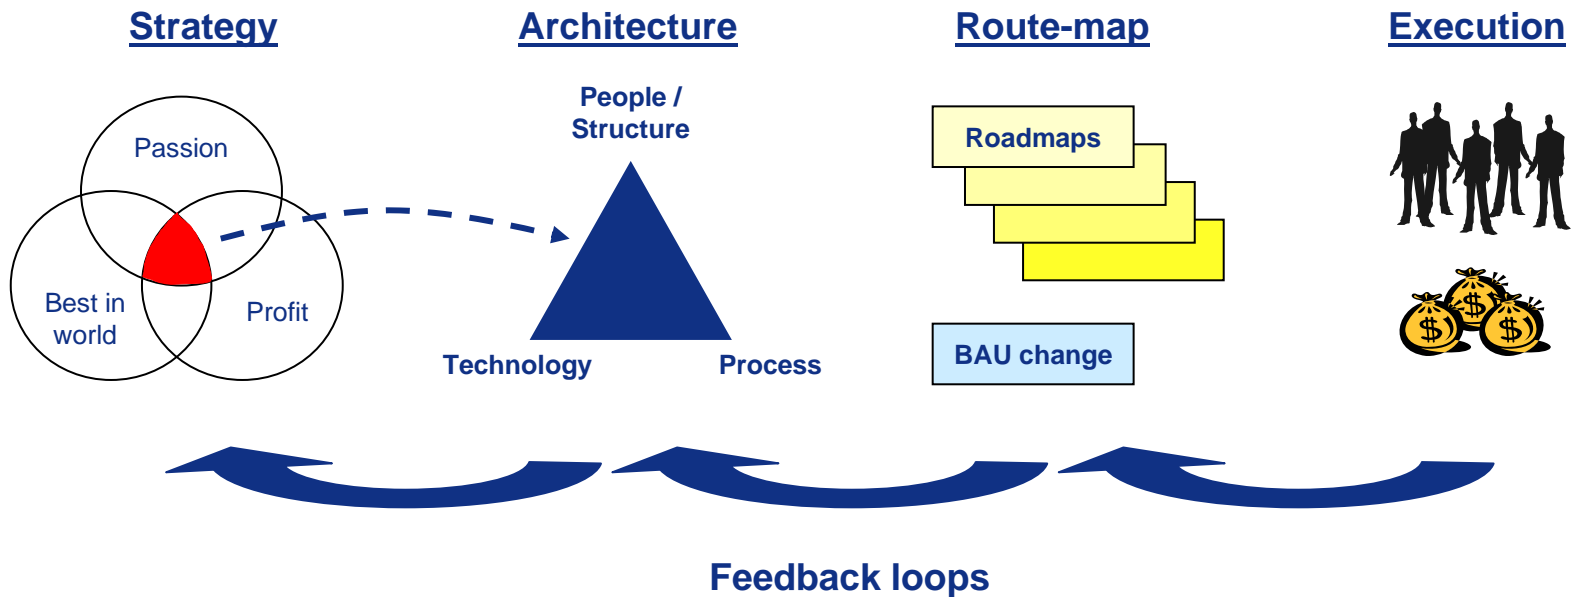 Strategy
Architecture
Route-map
Execution
Passion
Best in
world
Profit
People /
Structure
Technology
Process
Roadmaps
BAU change
$
$
$
Feedback loops